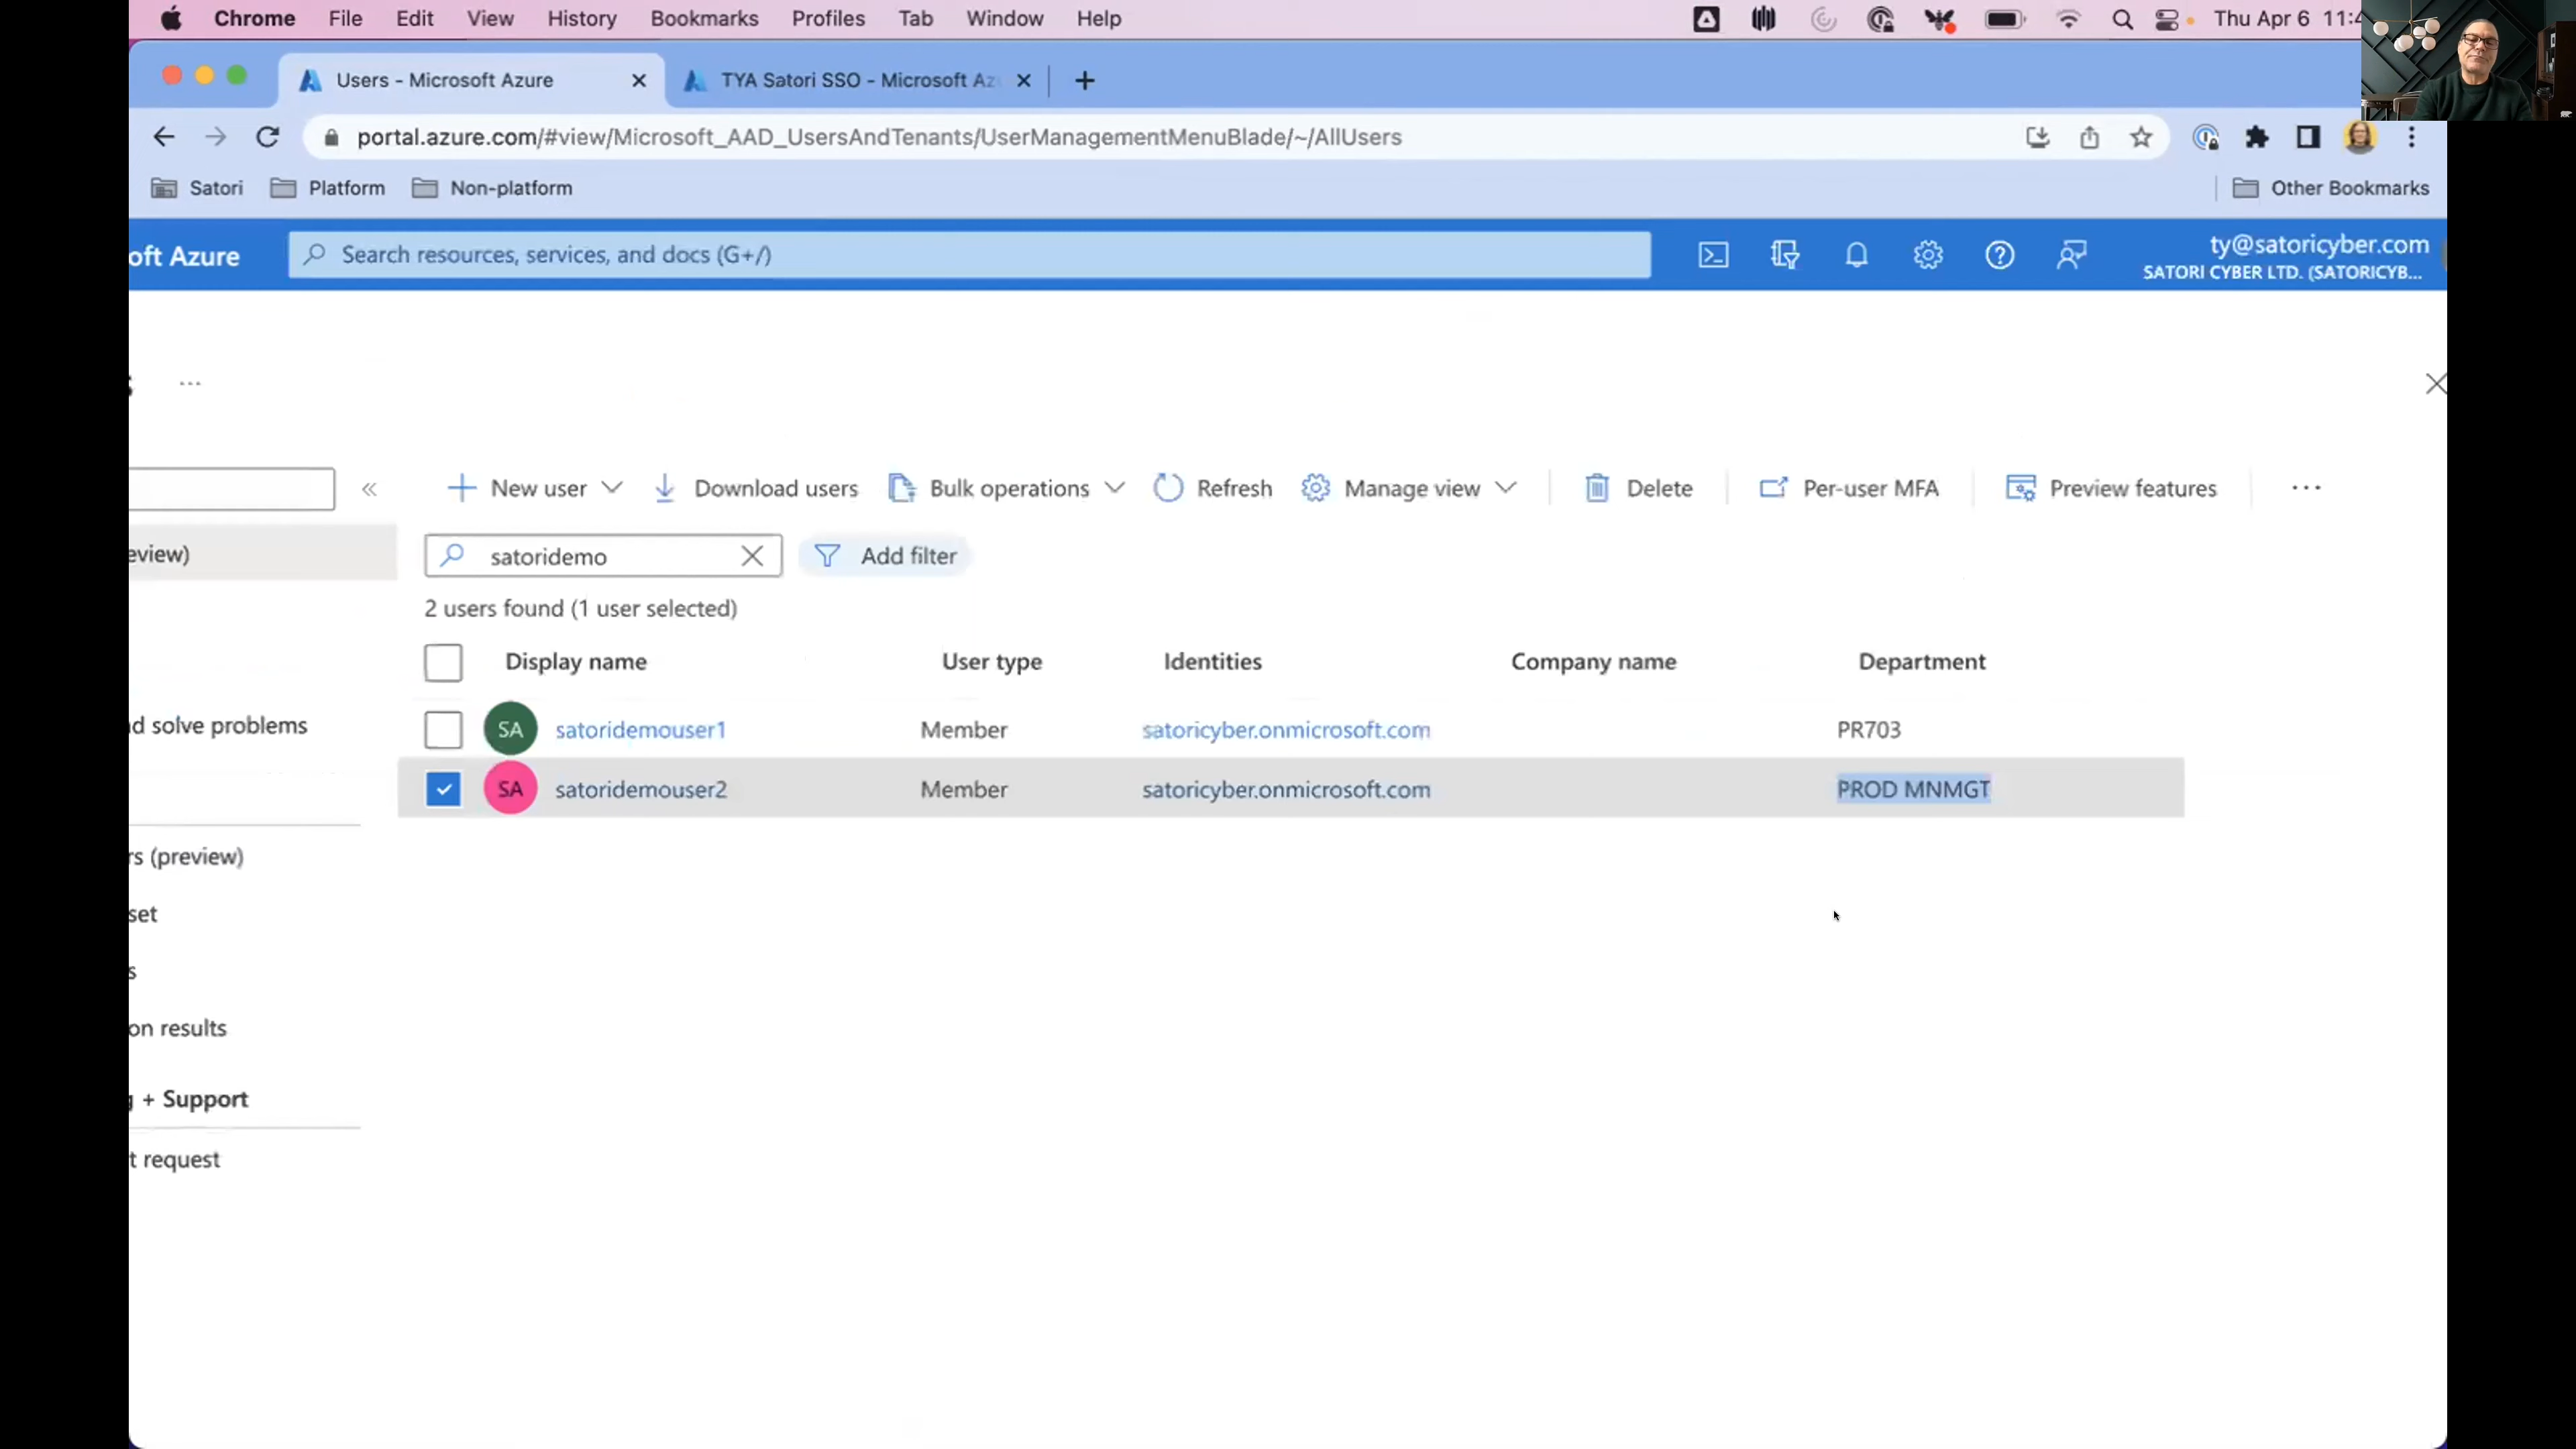 Chrome File Edit View History Bookmarks Profiles Tab Window Help Thu Apr 6 11:4
Users - Microsoft Azure TYA Satori SSO - Microsoft Az
portal.azure.com/#view/Microsoft_AAD_UsersAndTenants/UserManagementMenuBlade/~/AllUsers
Satori Platform Non-platform Other Bookmarks
oft Azure Search resources, services, and docs (G+/) ty@satoricyber.com
SATORI CYBER LTD. (SATORICYB...
s ...
New user Download users Bulk operations Refresh Manage view Delete Per-user MFA Preview features ...
eview) satoridemo Add filter
2 users found (1 user selected)
Display name User type Identities Company name Department
d solve problems SA satoridemouser1 Member satoricyber.onmicrosoft.com PR703
SA satoridemouser2 Member satoricyber.onmicrosoft.com PROD MNMGT
rs (preview)
set
s
on results
g + Support
t request